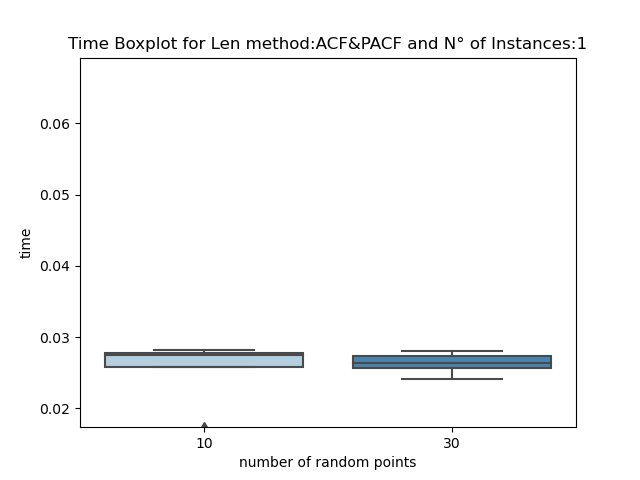 Time Boxplot for Len method:ACF&PACF and N° of Instances:1
0.06
0.05
0.04
0.03
0.02
time
10
30
number of random points